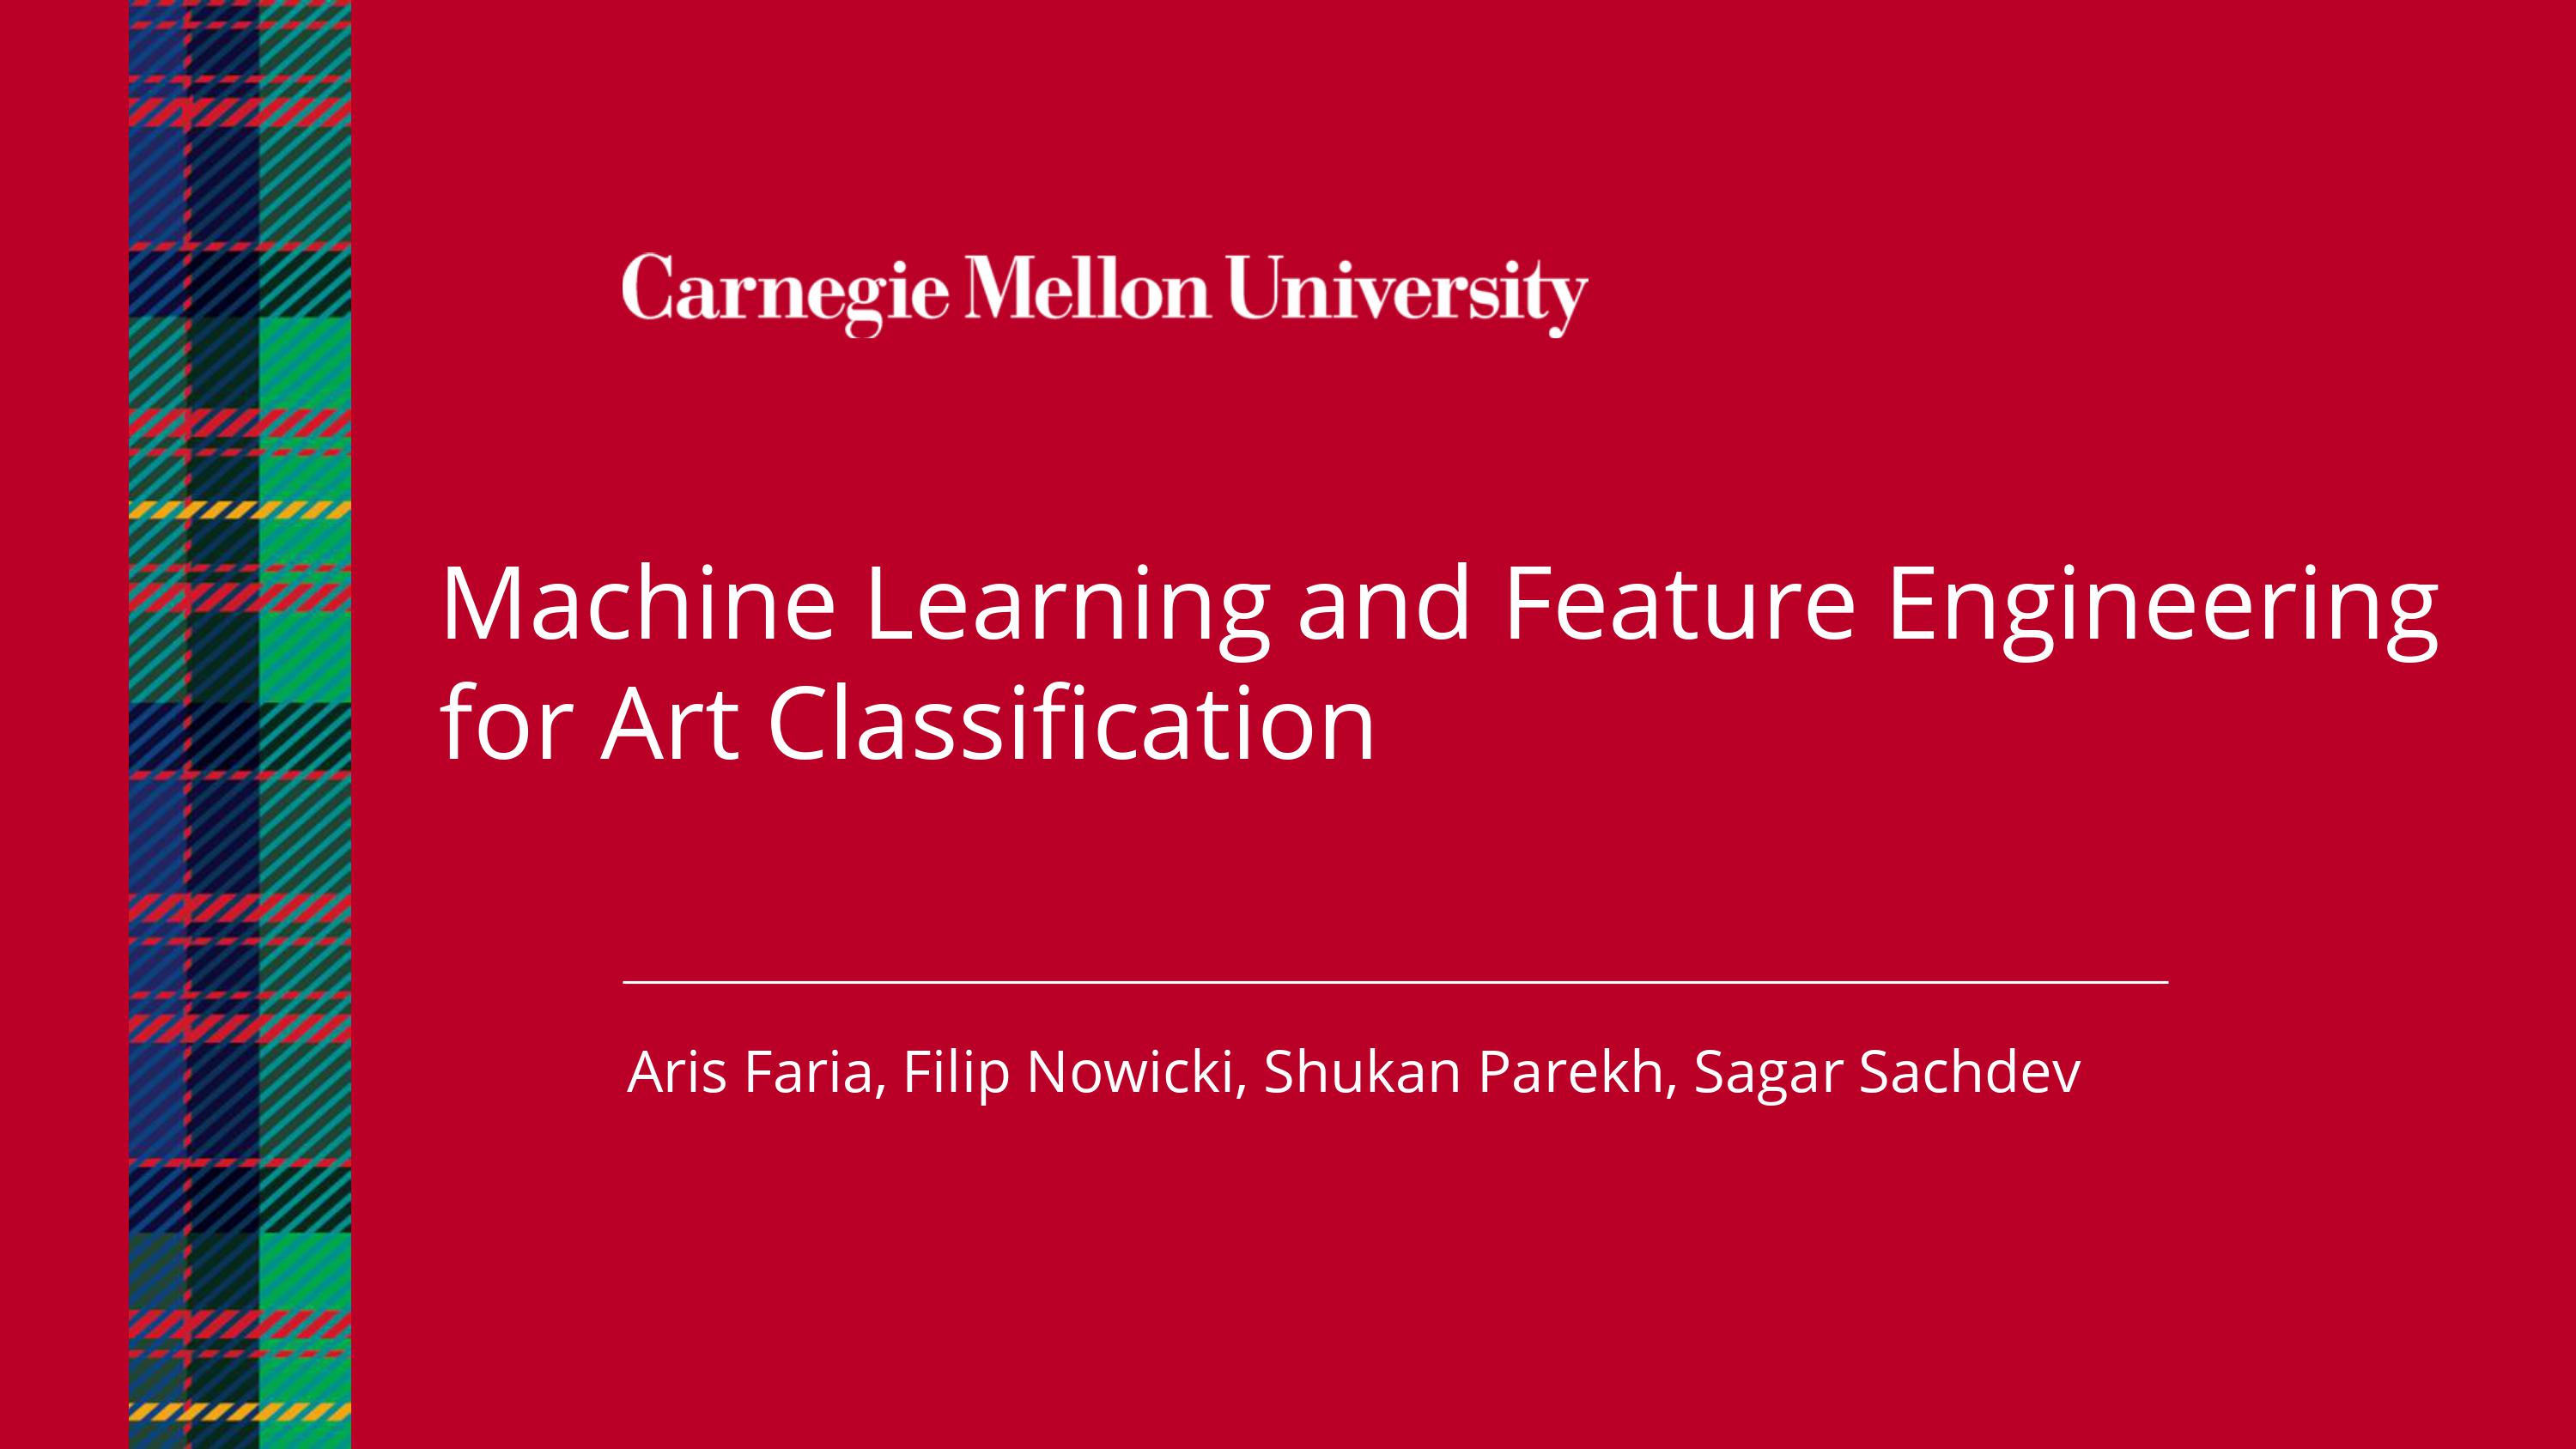 Carnegie Mellon University
Machine Learning and Feature Engineering
for Art Classification
Aris Faria, Filip Nowicki, Shukan Parekh, Sagar Sachdev